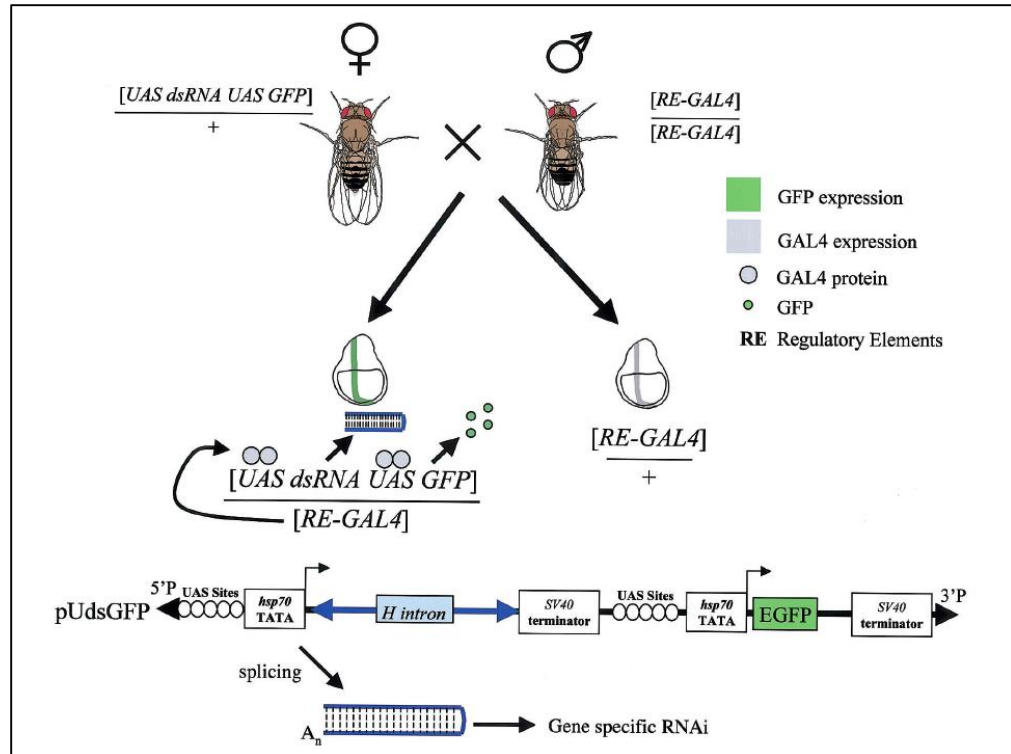 [UAS dsRNA UAS GFP]
+
[RE-GAL4]
[RE-GAL4]
GFP expression
GAL4 expression
GAL4 protein
GFP
RE Regulatory Elements
[UAS dsRNA UAS GFP]
[RE-GAL4]
[RE-GAL4]
+
pUdsGFP
5'P
UAS Sites
hsp70
TATA
H intron
SV40
terminator
UAS Sites
hsp70
TATA
EGFP
SV40
terminator
3'P
splicing
An
Gene specific RNAi